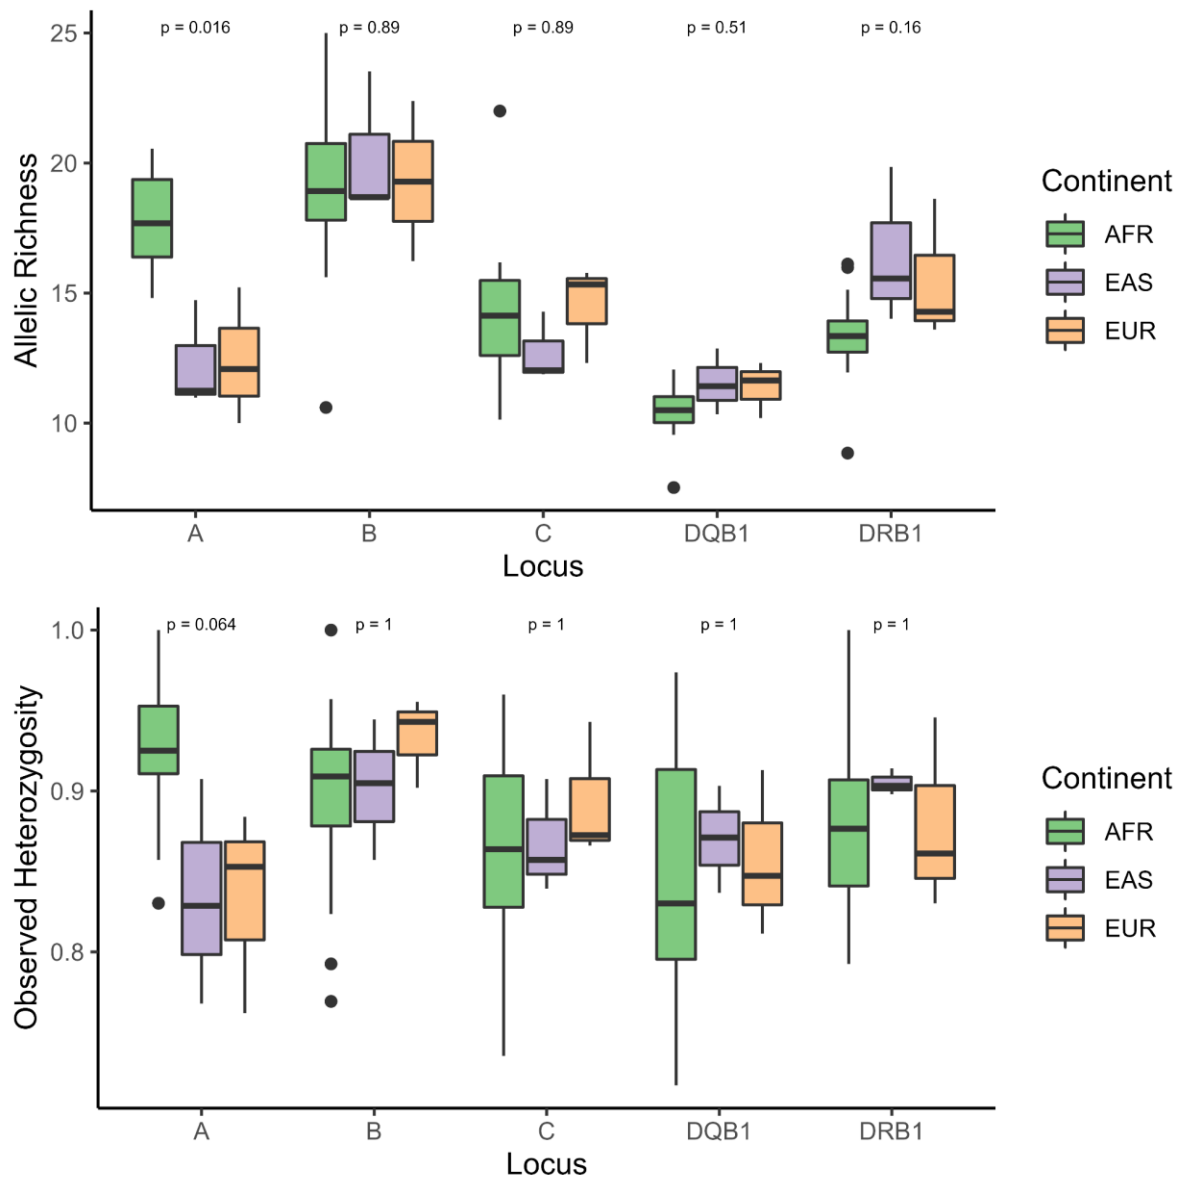 p = 0.016 p = 0.89 p = 0.89 p = 0.51 p = 0.16
25
20
15
10
Allelic Richness
A B C DQB1 DRB1
Locus
Continent
AFR
EAS
EUR
p = 0.064 p = 1 p = 1 p = 1 p = 1
1.0
0.9
0.8
Observed Heterozygosity
A B C DQB1 DRB1
Locus
Continent
AFR
EAS
EUR